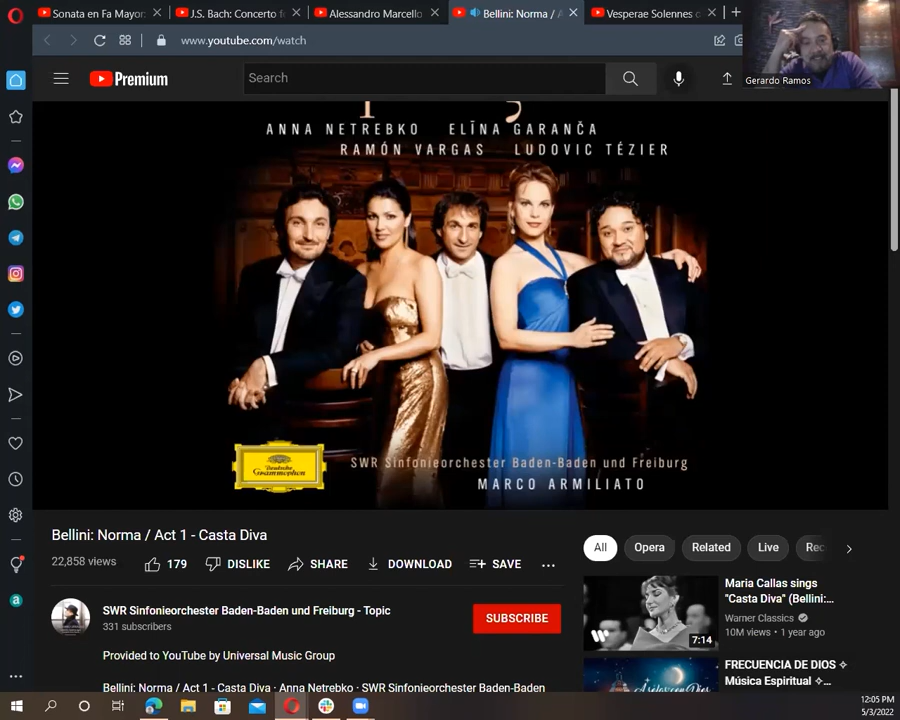 Sonata en Fa Mayor:
J.S. Bach: Concerto fo
Alessandro Marcello
Bellini: Norma / A
Vesperae Solennes d
www.youtube.com/watch
Gerardo Ramos
Premium
Search
ANNA NETREBKO ELĪNA GARANČA
RAMÓN VARGAS LUDOVIC TÉZIER
Deutsche
Grammophon
SWR Sinfonieorchester Baden-Baden und Freiburg
MARCO ARMILIATO
Bellini: Norma / Act 1 - Casta Diva
22,858 views
179
DISLIKE
SHARE
DOWNLOAD
SAVE
SWR Sinfonieorchester Baden-Baden und Freiburg - Topic
331 subscribers
SUBSCRIBE
Provided to YouTube by Universal Music Group
Bellini: Norma / Act 1 - Casta Diva · Anna Netrebko · SWR Sinfonieorchester Baden-Baden
All
Opera
Related
Live
Rec
7:14
Maria Callas sings
"Casta Diva" (Bellini:...
Warner Classics
10M views • 1 year ago
FRECUENCIA DE DIOS ✧
Música Espiritual ✧...
12:05 PM
5/3/2022